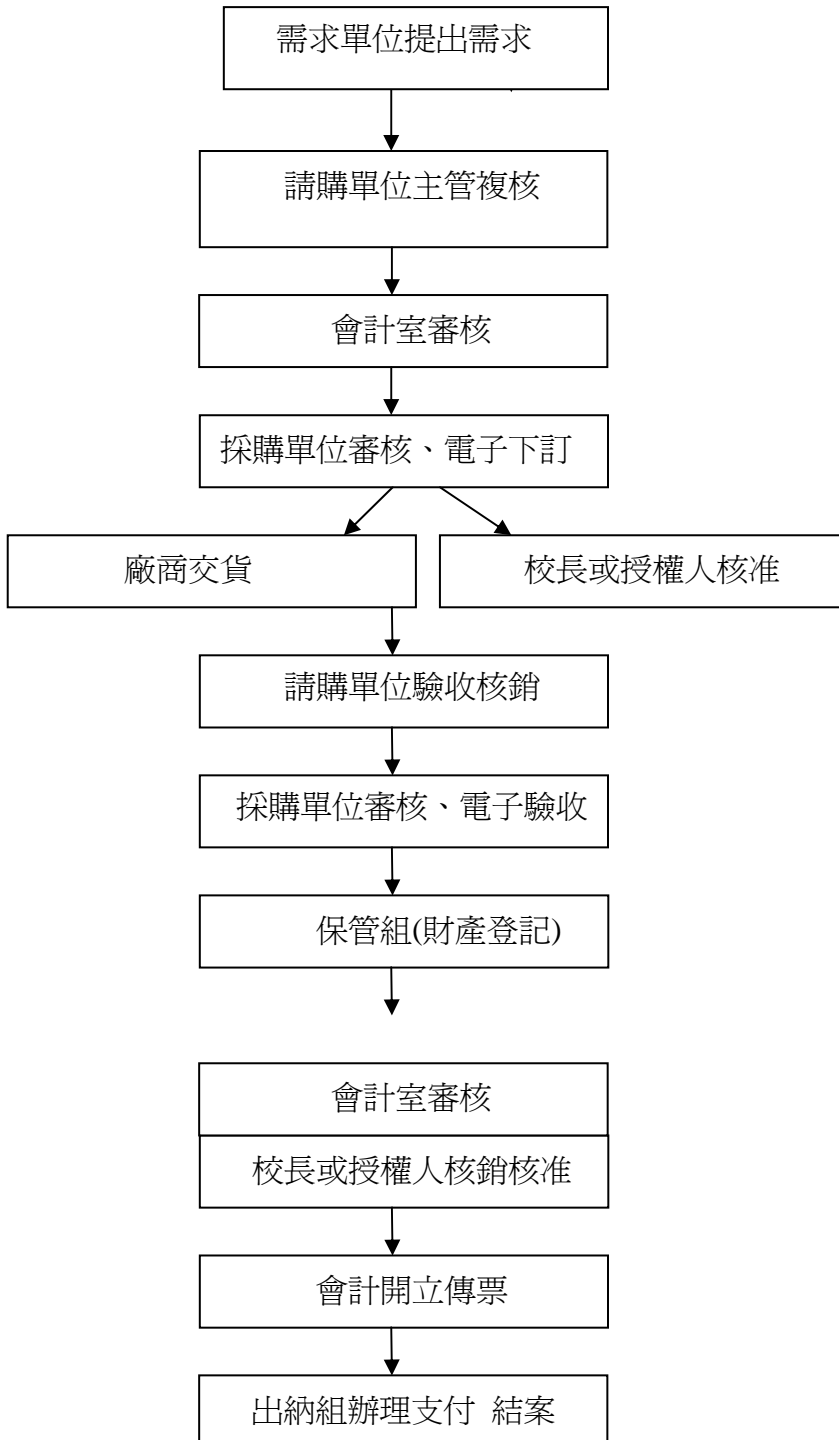 需求單位提出需求
請購單位主管複核
會計室審核
採購單位審核、電子下訂
廠商交貨
校長或授權人核准
請購單位驗收核銷
採購單位審核、電子驗收
保管組(財產登記)
會計室審核
校長或授權人核銷核准
會計開立傳票
出納組辦理支付 結案